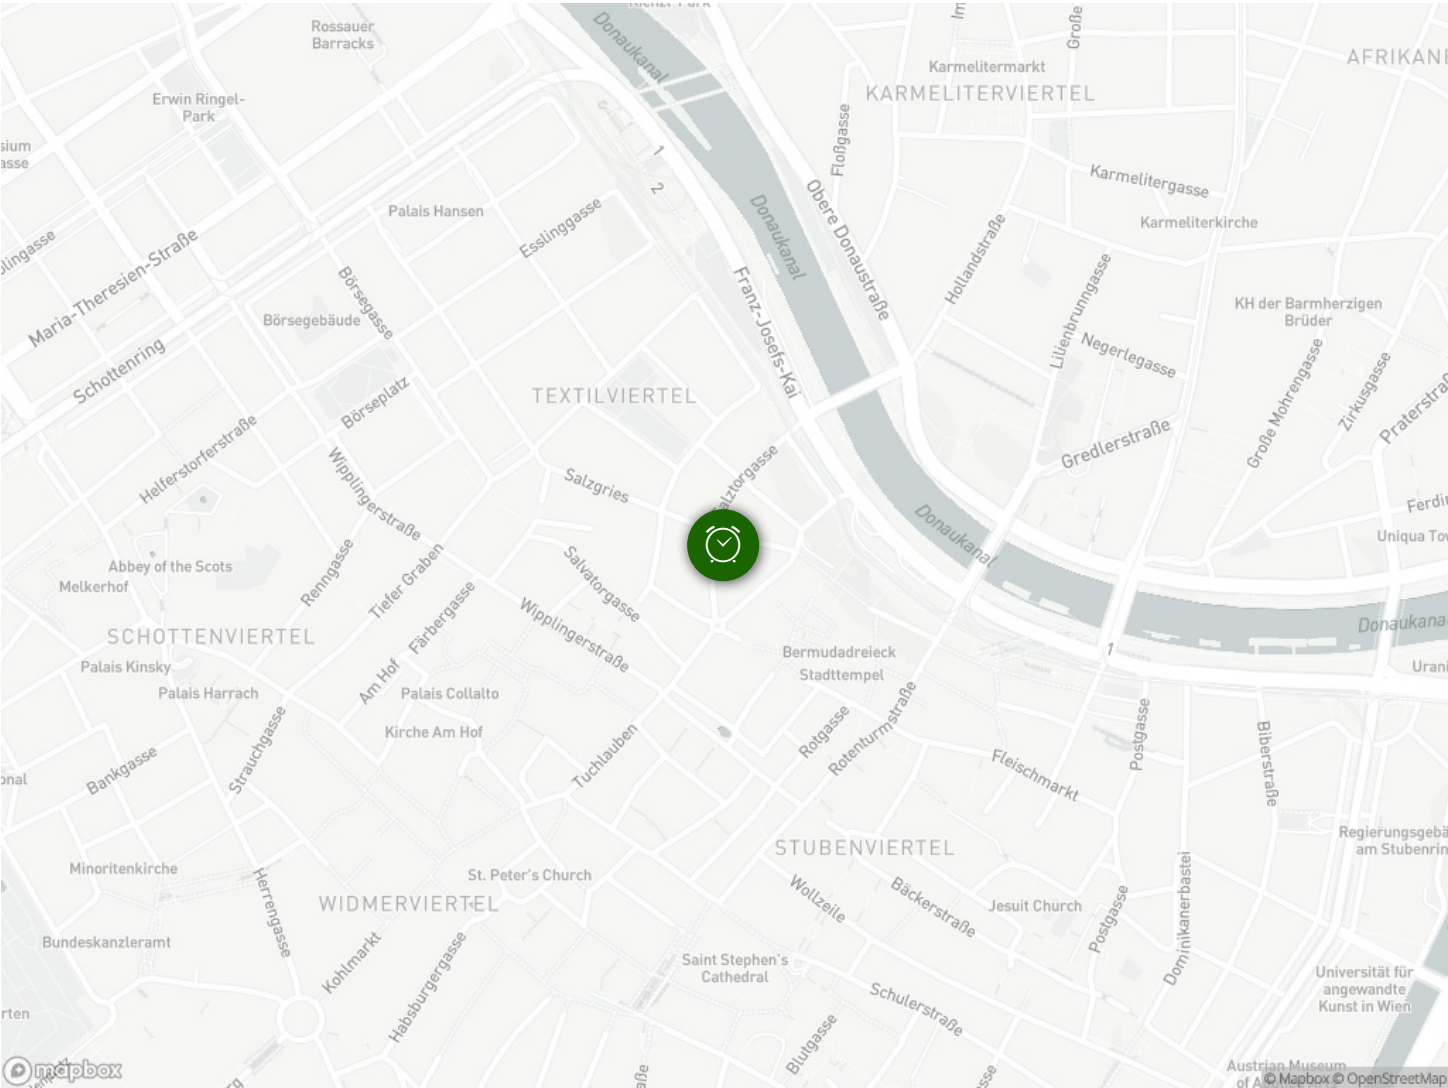 Donaukanal
Rossauer
Barracks
Karmelitermarkt
Große
AFRIKANE
KARMELITERVIERTEL
Erwin Ringel-
Park
1
2
Floßgasse
Karmelitergasse
Obere Donaustraße
Donaukanal
Palais Hansen
Esslinggasse
Karmeliterkirche
Maria-Theresien-Straße
Börsegasse
Franz-Josefs-Kai
Hollandstraße
Lilienbrunngasse
KH der Barmherzigen
Brüder
Börsegebäude
Negerlegasse
Schottenring
TEXTILVIERTEL
Börseplatz
Große Mohrengasse
Zirkusgasse
Praterstraß
Helferstorferstraße
Wipplingerstraße
Salzgries
Gredlerstraße
Donaukanal
Uniqua Tow
Abbey of the Scots
Melkerhof
Renngasse
Tiefer Graben
Färbergasse
Salvatorgasse
Wipplingerstraße
Donaukana
SCHOTTENVIERTEL
Palais Kinsky
Palais Harrach
Am Hof
Palais Collalto
Kirche Am Hof
Bermudadreieck
Stadttempel
1
Strauchgasse
Bankgasse
Tuchlauben
Rotgasse
Rotenturmstraße
Fleischmarkt
Postgasse
Biberstraße
Regierungsgebä
am Stubenrin
STUBENVIERTEL
Minoritenkirche
St. Peter's Church
WIDMERVIERTEL
Herrengasse
Wollzeile
Bäckerstraße
Jesuit Church
Postgasse
Dominikanerbastei
Bundeskanzleramt
Kohlmarkt
Habsburgergasse
Saint Stephen's
Cathedral
Schulerstraße
Universität für
angewandte
Kunst in Wien
Blutgasse
Austrian Museum
mapbox
© Mapbox © OpenStreetMap